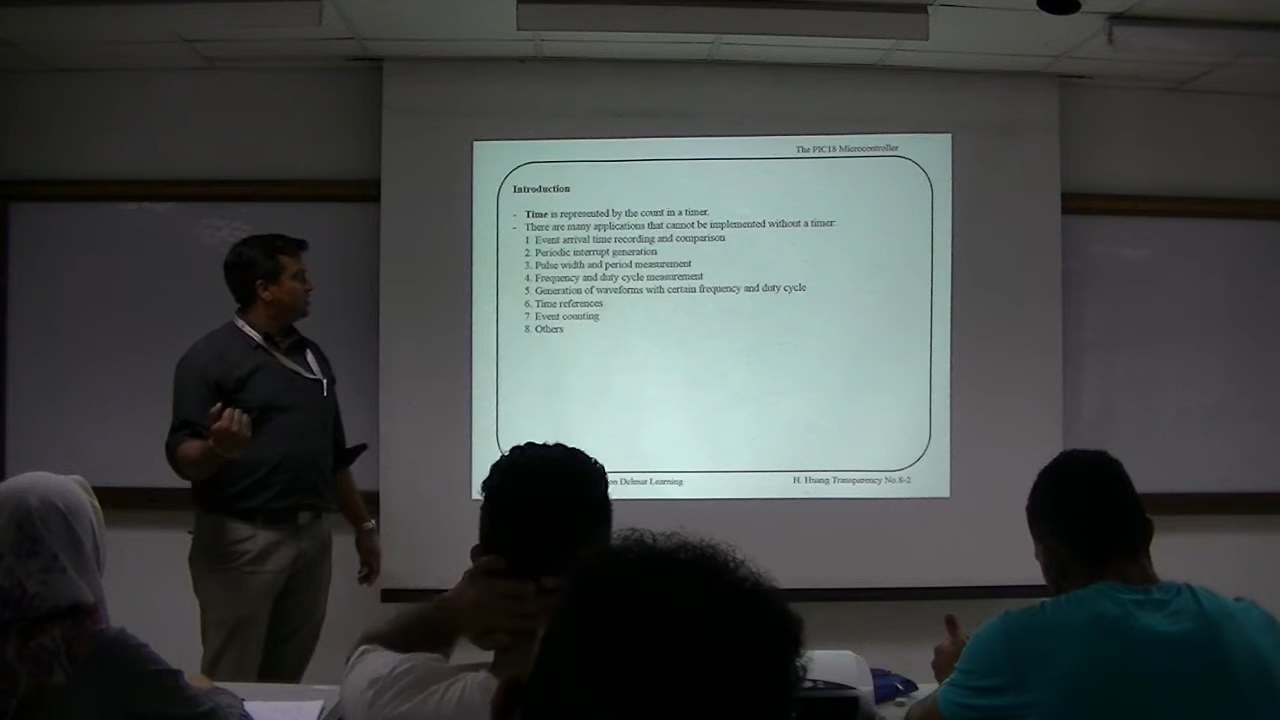 The PIC18 Microcontroller
Introduction
- Time is represented by the count in a timer.
- There are many applications that cannot be implemented without a timer:
1. Event arrival time recording and comparison
2. Periodic interrupt generation
3. Pulse width and period measurement
4. Frequency and duty cycle measurement
5. Generation of waveforms with certain frequency and duty cycle
6. Time references
7. Event counting
8. Others
on Delmar Learning
H. Huang Transparency No.8-2